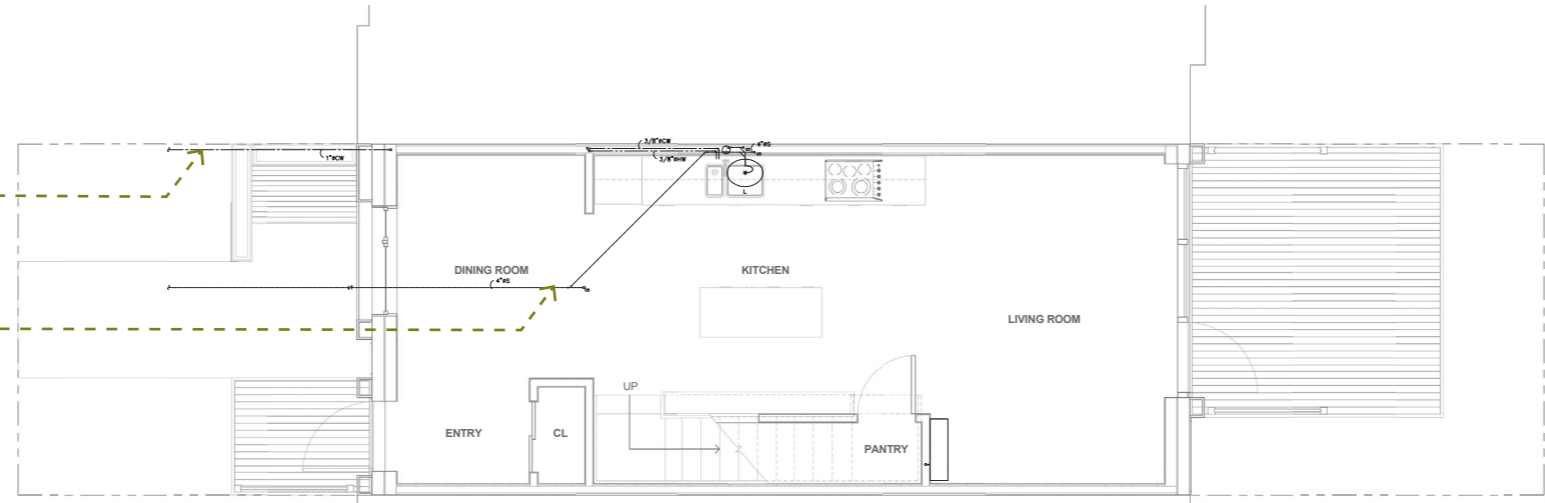 3/8"øCW
4"øS
1"øCW
3/8"øHW
L
DINING ROOM
KITCHEN
4"øS
LIVING ROOM
UP
ENTRY
CL
PANTRY